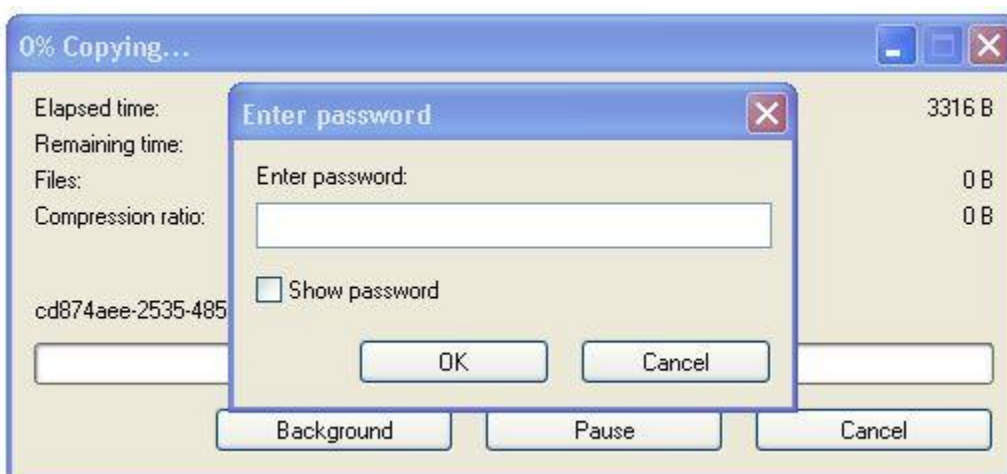 0% Copying...
Elapsed time:
3316 B
Remaining time:
Files:
0 B
Compression ratio:
0 B
cd874aee-2535-485
Enter password
Enter password:
Show password
OK
Cancel
Background
Pause
Cancel